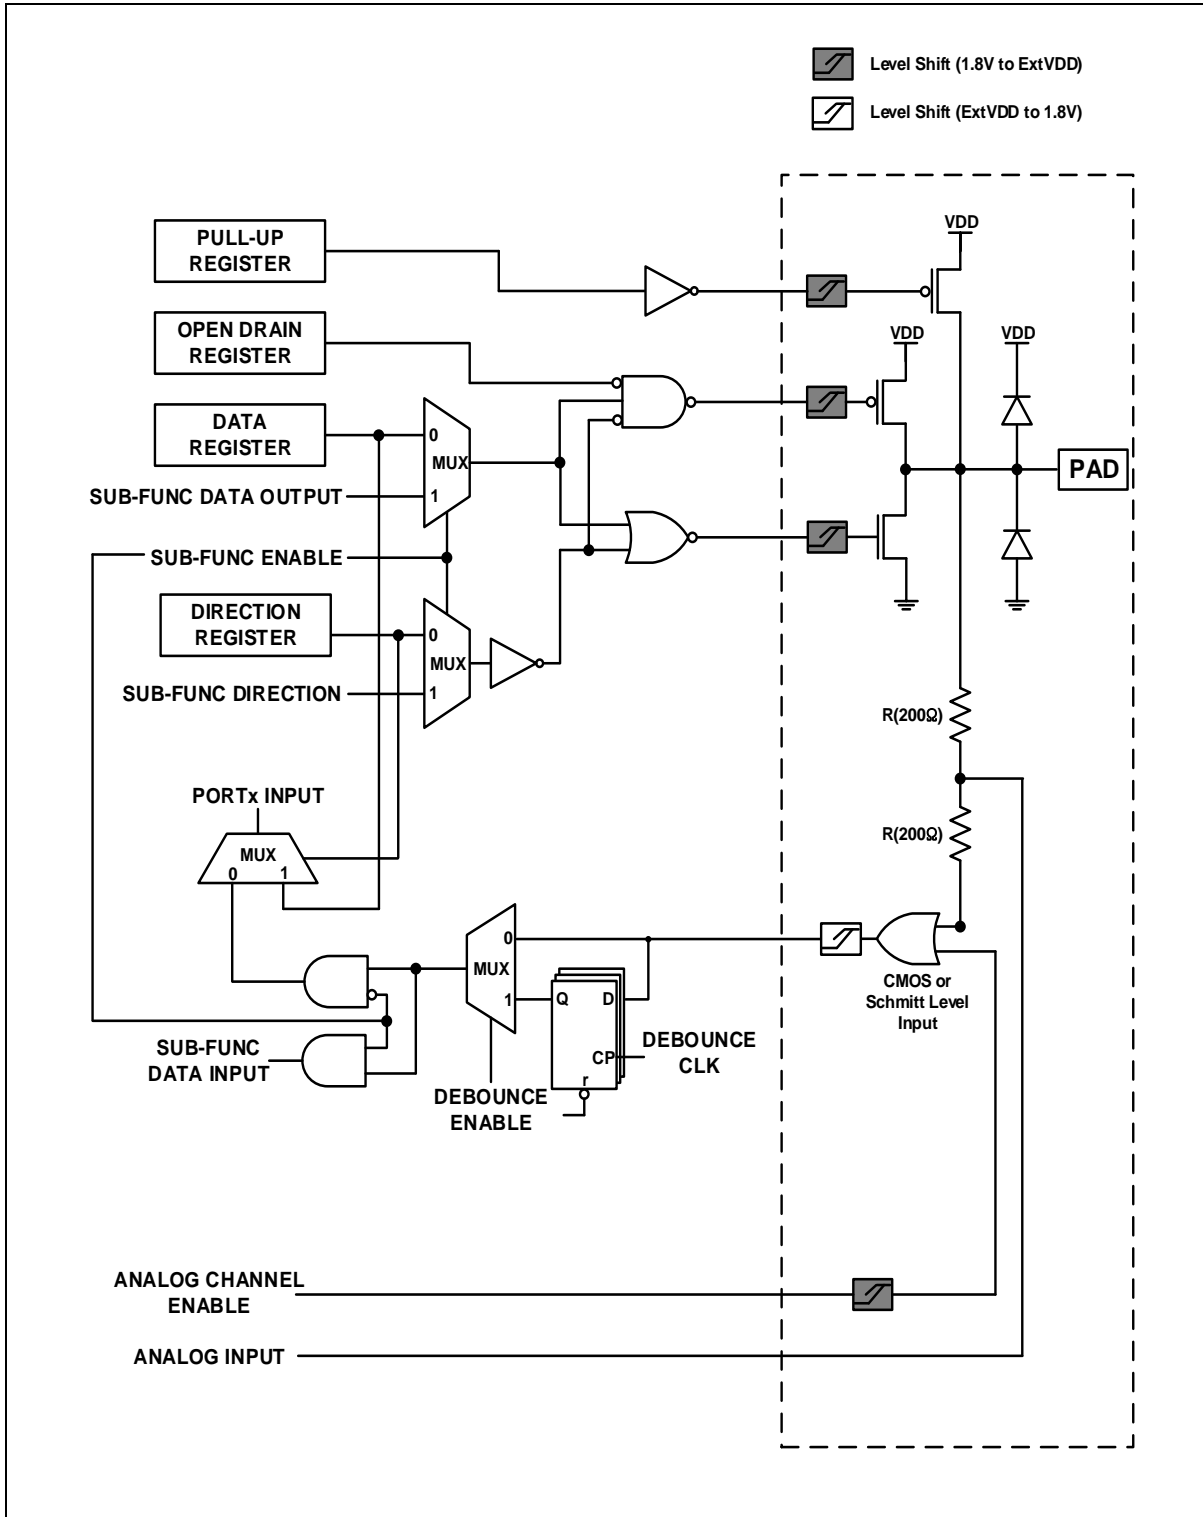 Level Shift (1.8V to ExtVDD)
Level Shift (ExtVDD to 1.8V)
VDD
PULL-UP
REGISTER
OPEN DRAIN
REGISTER
VDD
VDD
DATA
REGISTER
0
MUX
1
PAD
SUB-FUNC DATA OUTPUT
SUB-FUNC ENABLE
DIRECTION
REGISTER
0
MUX
1
SUB-FUNC DIRECTION
R(200Ω)
PORTx INPUT
MUX
0 1
R(200Ω)
0
MUX
1
Q D
CP
r
CMOS or
Schmitt Level
Input
DEBOUNCE
CLK
SUB-FUNC
DATA INPUT
DEBOUNCE
ENABLE
ANALOG CHANNEL
ENABLE
ANALOG INPUT